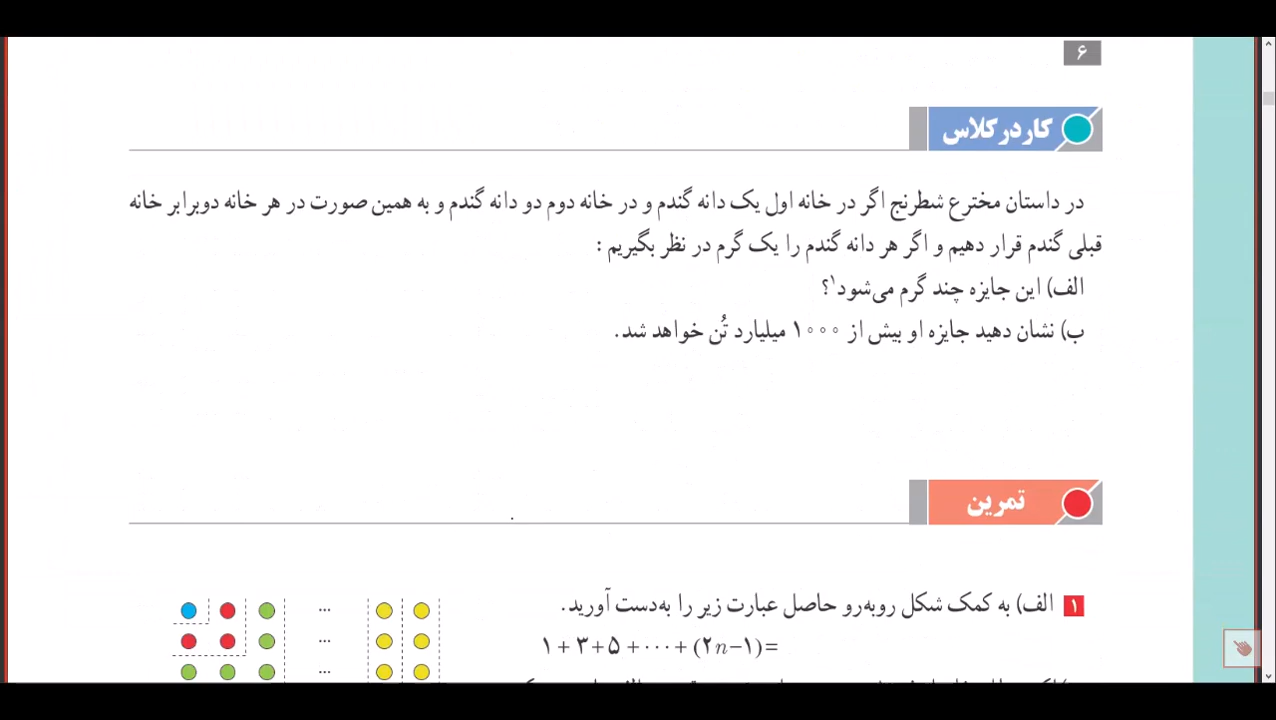 ۶
کار در کلاس
در داستان مخترع شطرنج اگر در خانه اول یک دانه گندم و در خانه دوم دو دانه گندم و به همین صورت در هر خانه دوبرابر خانه
قبلی گندم قرار دهیم و اگر هر دانه گندم را یک گرم در نظر بگیریم :
الف) این جایزه چند گرم می‌شود۱؟
ب) نشان دهید جایزه او بیش از ۱۰۰۰ میلیارد تُن خواهد شد.
تمرین
۱ الف) به کمک شکل روبه‌رو حاصل عبارت زیر را به‌دست آورید.
۱ + ۳ + ۵ + ··· + (۲n−۱) =